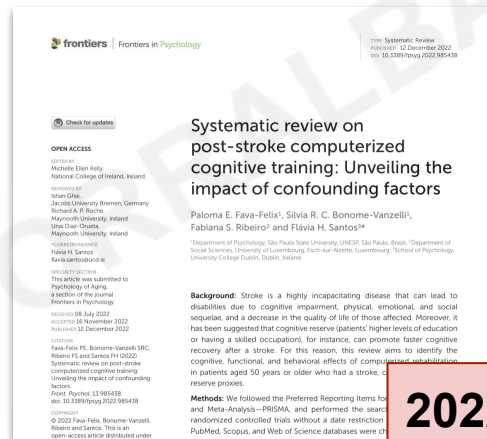 frontiers | Frontiers in Psychology
TYPE Systematic Review
PUBLISHED 12 December 2022
DOI 10.3389/fpsyg.2022.985438
Check for updates
OPEN ACCESS
EDITED BY
Michelle Ellen Kelly,
National College of Ireland, Ireland
REVIEWED BY
Ishan Ghai,
Jacobs University Bremen, Germany
Richard A. P. Roche,
Maynooth University, Ireland
Unai Diaz-Orueta,
Maynooth University, Ireland
*CORRESPONDENCE
Flávia H. Santos
flavia.santos@ucd.ie
SPECIALTY SECTION
This article was submitted to
Psychology of Aging,
a section of the journal
Frontiers in Psychology
RECEIVED 08 July 2022
ACCEPTED 16 November 2022
PUBLISHED 12 December 2022
CITATION
Fava-Felix PE, Bonome-Vanzelli SRC,
Ribeiro FS and Santos FH (2022)
Systematic review on post-stroke
computerized cognitive training:
Unveiling the impact of confounding
factors.
Front. Psychol. 13:985438.
doi: 10.3389/fpsyg.2022.985438
COPYRIGHT
© 2022 Fava-Felix, Bonome-Vanzelli,
Ribeiro and Santos. This is an
open-access article distributed under
Systematic review on
post-stroke computerized
cognitive training: Unveiling the
impact of confounding factors
Paloma E. Fava-Felix¹, Silvia R. C. Bonome-Vanzelli¹,
Fabiana S. Ribeiro² and Flávia H. Santos³*
¹Department of Psychology, São Paulo State University, UNESP, São Paulo, Brazil, ²Department of
Social Sciences, University of Luxembourg, Esch-sur-Alzette, Luxembourg, ³School of Psychology,
University College Dublin, Dublin, Ireland
Background: Stroke is a highly incapacitating disease that can lead to
disabilities due to cognitive impairment, physical, emotional, and social
sequelae, and a decrease in the quality of life of those affected. Moreover, it
has been suggested that cognitive reserve (patients' higher levels of education
or having a skilled occupation), for instance, can promote faster cognitive
recovery after a stroke. For this reason, this review aims to identify the
cognitive, functional, and behavioral effects of computerized rehabilitation
in patients aged 50 years or older who had a stroke,
reserve proxies.
Methods: We followed the Preferred Reporting Items for
and Meta-Analysis—PRISMA, and performed the search
randomized controlled trials without a date restriction
PubMed, Scopus, and Web of Science databases were
202